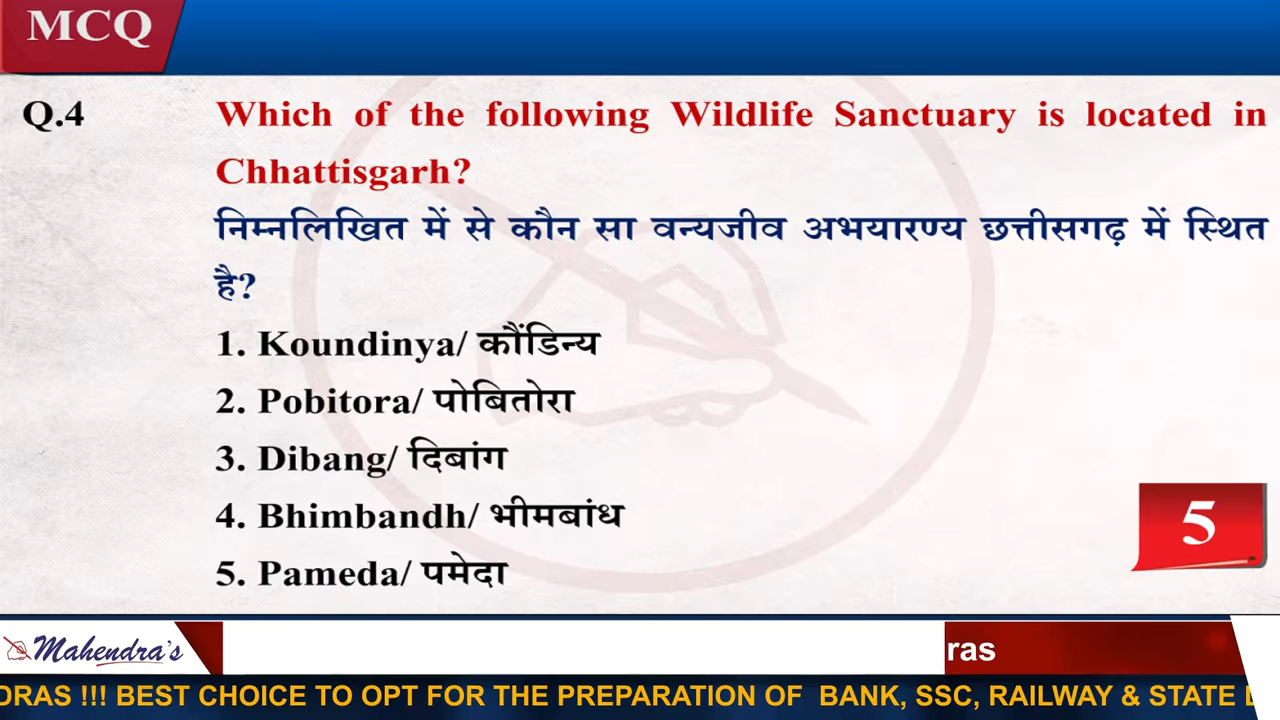 MCQ
Q.4 Which of the following Wildlife Sanctuary is located in
Chhattisgarh?
निम्नलिखित में से कौन सा वन्यजीव अभयारण्य छत्तीसगढ़ में स्थित
है?
1. Koundinya/ कौंडिन्य
2. Pobitora/ पोबितोरा
3. Dibang/ दिबांग
4. Bhimbandh/ भीमबांध
5. Pameda/ पमेदा
5
Mahendra's
ras
DRAS !!! BEST CHOICE TO OPT FOR THE PREPARATION OF BANK, SSC, RAILWAY & STATE